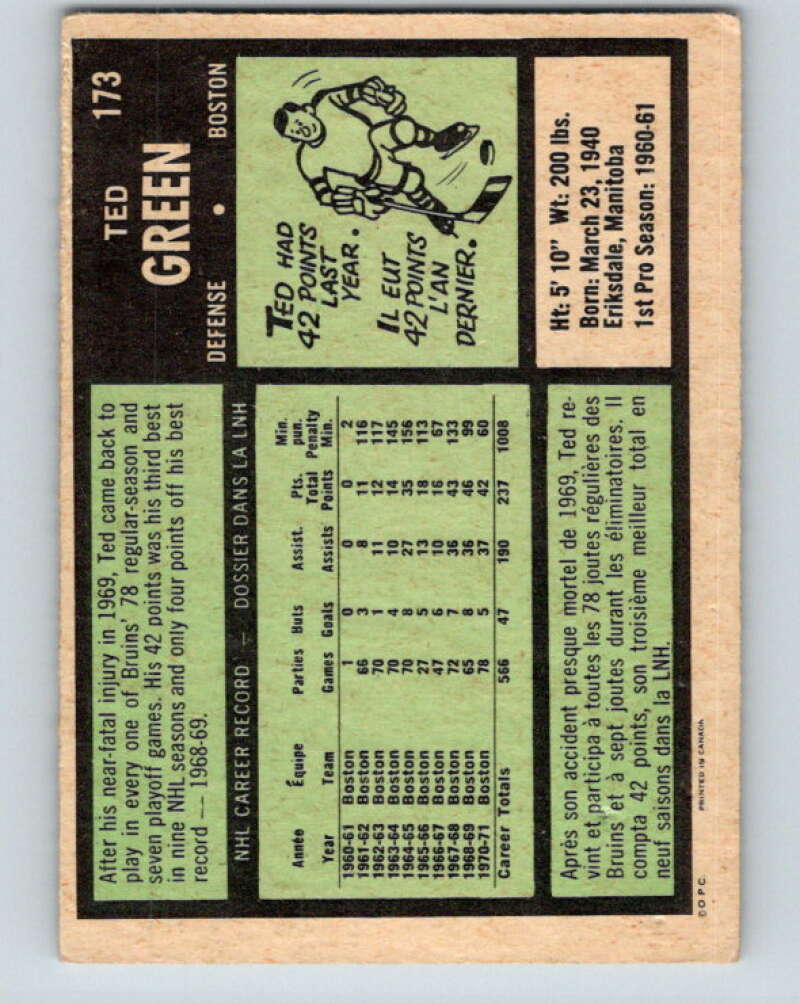 173
TED
GREEN
DEFENSE • BOSTON
After his near-fatal injury in 1969, Ted came back to
play in every one of Bruins' 78 regular-season and
seven playoff games. His 42 points was his third best
in nine NHL seasons and only four points off his best
record — 1968-69.
TED HAD
42 POINTS
LAST
YEAR.
IL EUT
42 POINTS
L'AN
DERNIER.
NHL CAREER RECORD — DOSSIER DANS LA LNH
Année Équipe Parties Buts Assist. Pts. Total Min. pun.
Year Team Games Goals Assists Points Penalty Min.
1960-61 Boston 1 0 0 0 2
1961-62 Boston 66 3 8 11 116
1962-63 Boston 70 1 11 12 117
1963-64 Boston 70 4 10 14 145
1964-65 Boston 70 8 27 35 156
1965-66 Boston 27 5 13 18 113
1966-67 Boston 47 6 10 16 67
1967-68 Boston 72 7 36 43 133
1968-69 Boston 65 8 36 46 99
1970-71 Boston 78 5 37 42 60
Career Totals 566 47 190 237 1008
Ht: 5' 10" Wt: 200 lbs.
Born: March 23, 1940
Eriksdale, Manitoba
1st Pro Season: 1960-61
Après son accident presque mortel de 1969, Ted re-
vint et participa à toutes les 78 joutes régulières des
Bruins et à sept joutes durant les éliminatoires. Il
compta 42 points, son troisième meilleur total en
neuf saisons dans la LNH.
©O.P.C. PRINTED IN CANADA